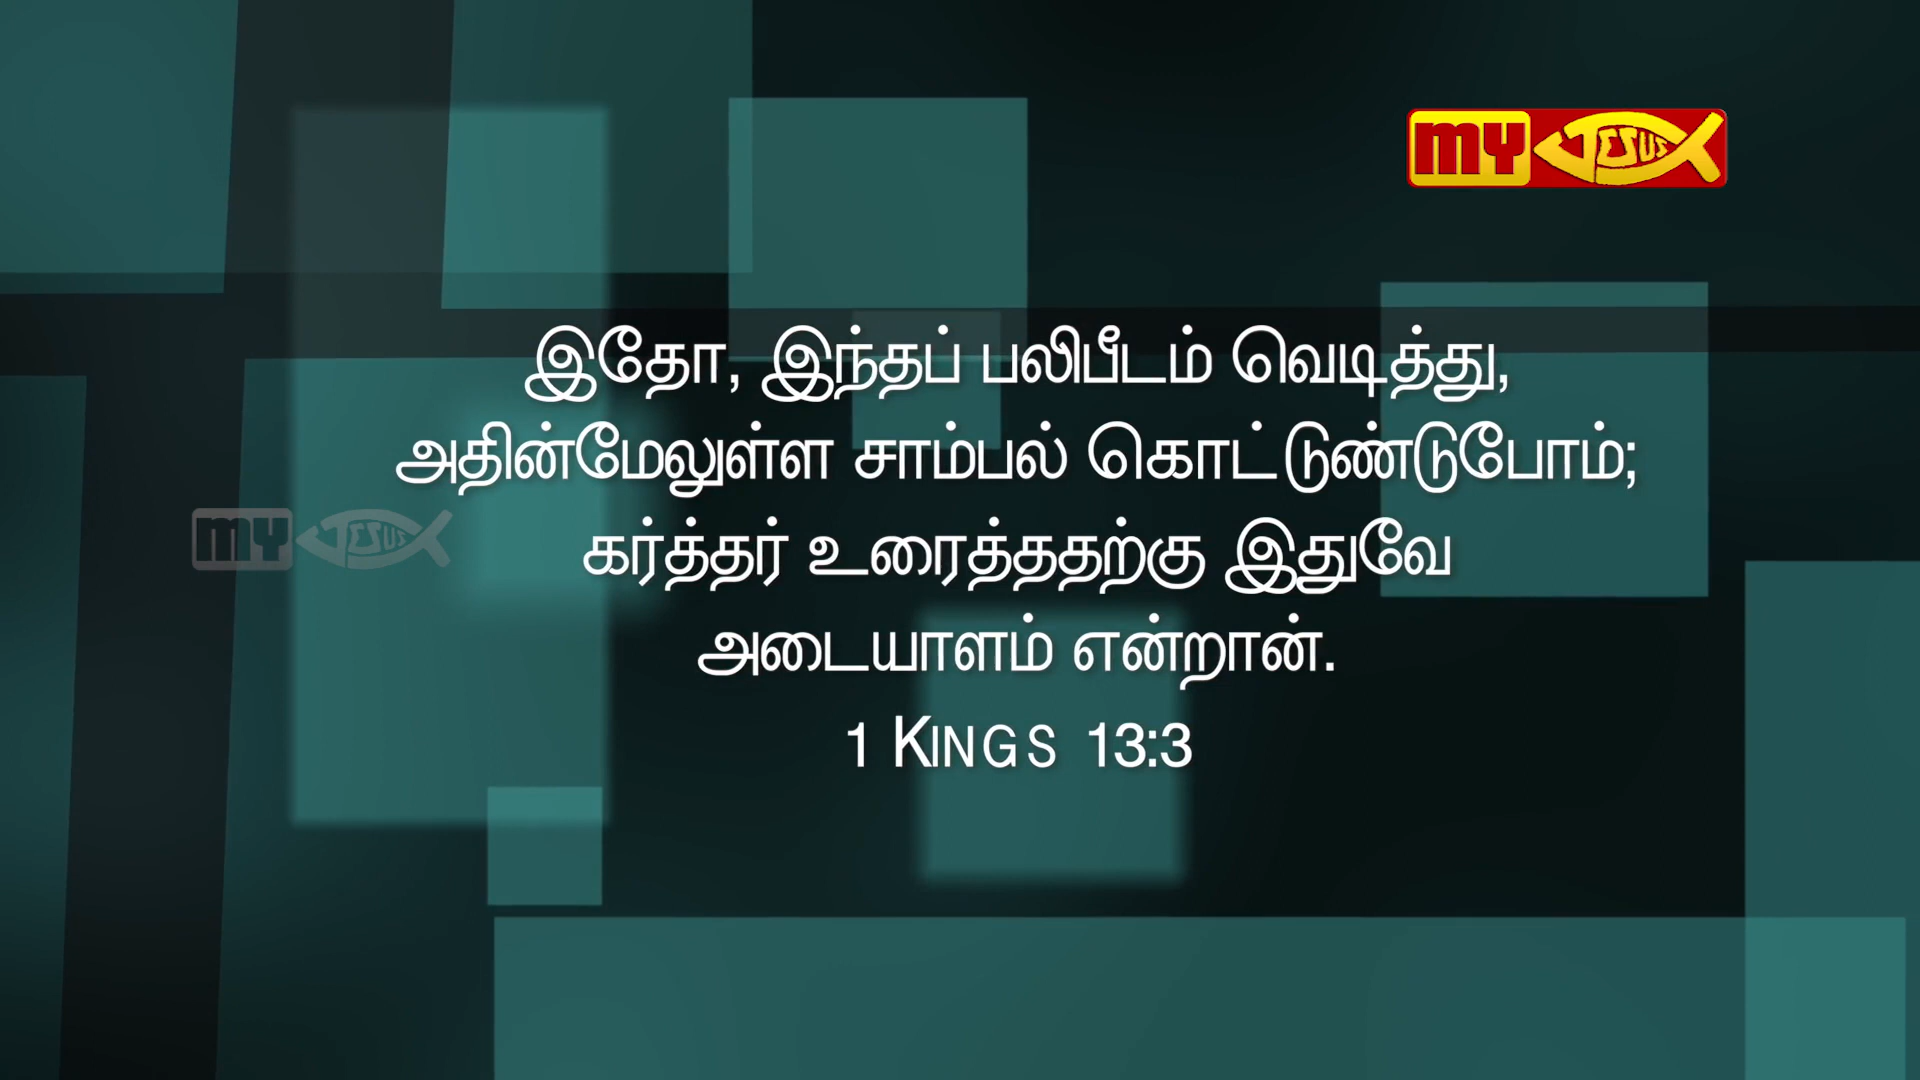 MY JESUS
இதோ, இந்தப் பலிபீடம் வெடித்து,
அதின்மேலுள்ள சாம்பல் கொட்டுண்டுபோம்;
MY JESUS
கர்த்தர் உரைத்ததற்கு இதுவே
அடையாளம் என்றான்.
1 KINGS 13:3